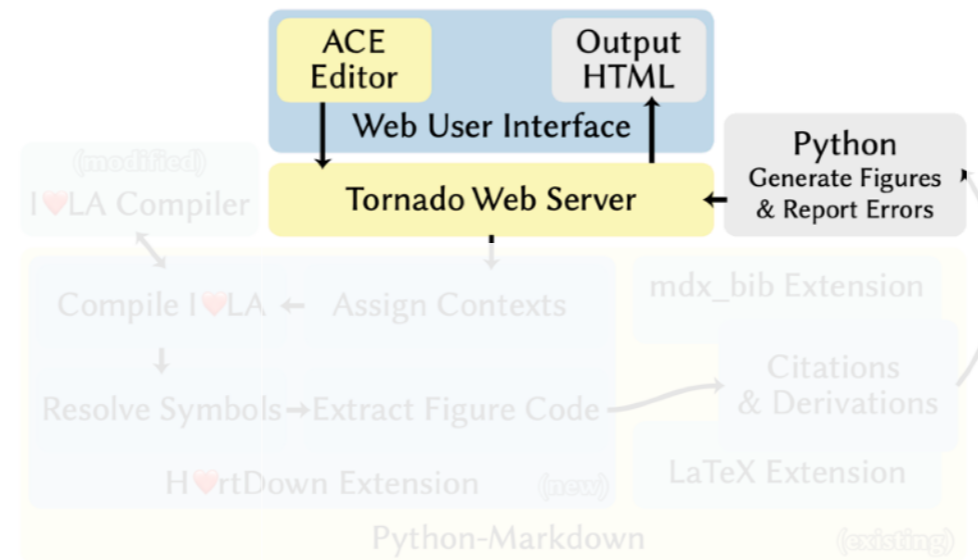 ACE
Editor
Output
HTML
Web User Interface
Python
Generate Figures
& Report Errors
Tornado Web Server
(modified)
I❤️LA Compiler
Compile I❤️LA
Assign Contexts
mdx_bib Extension
Resolve Symbols
Extract Figure Code
Citations
& Derivations
H❤️rtDown Extension
(new)
LaTeX Extension
Python-Markdown
(existing)